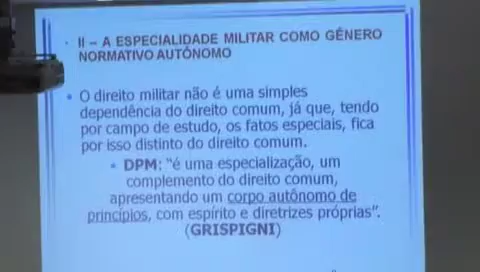 • II – A ESPECIALIDADE MILITAR COMO GÊNERO
NORMATIVO AUTÔNOMO
• O direito militar não é uma simples
dependência do direito comum, já que, tendo
por campo de estudo, os fatos especiais, fica
por isso distinto do direito comum.
• DPM: “é uma especialização, um
complemento do direito comum,
apresentando um corpo autônomo de
princípios, com espírito e diretrizes próprias”.
(GRISPIGNI)